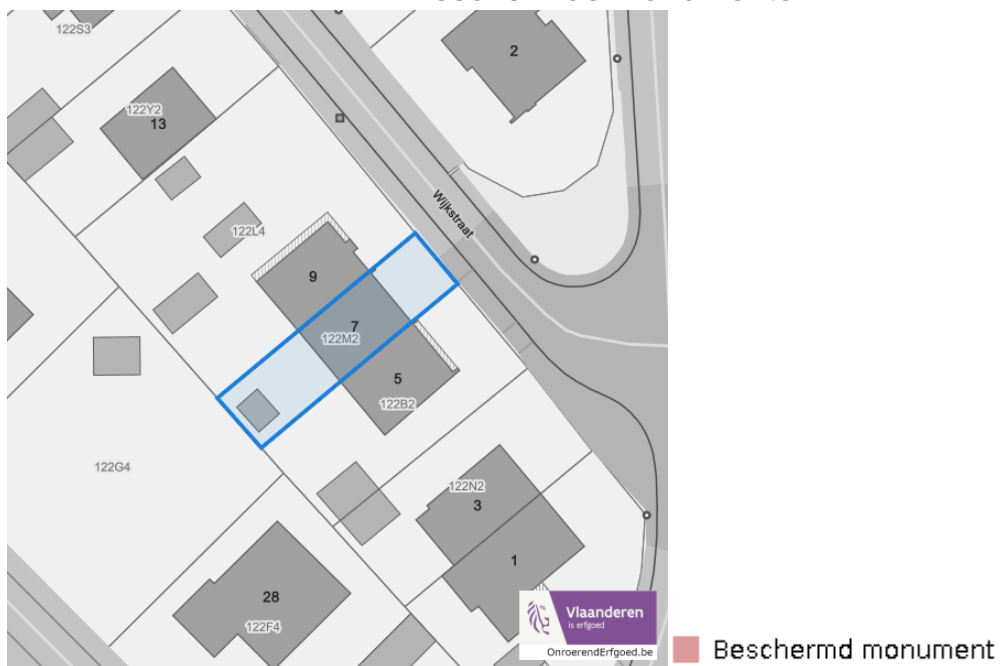 122S3
2
122Y2
13
Wijkstraat
122L4
9
7
122M2
5
122B2
122G4
122N2
3
1
28
122F4
Vlaanderen
is erfgoed
OnroerendErfgoed.be
Beschermd monument